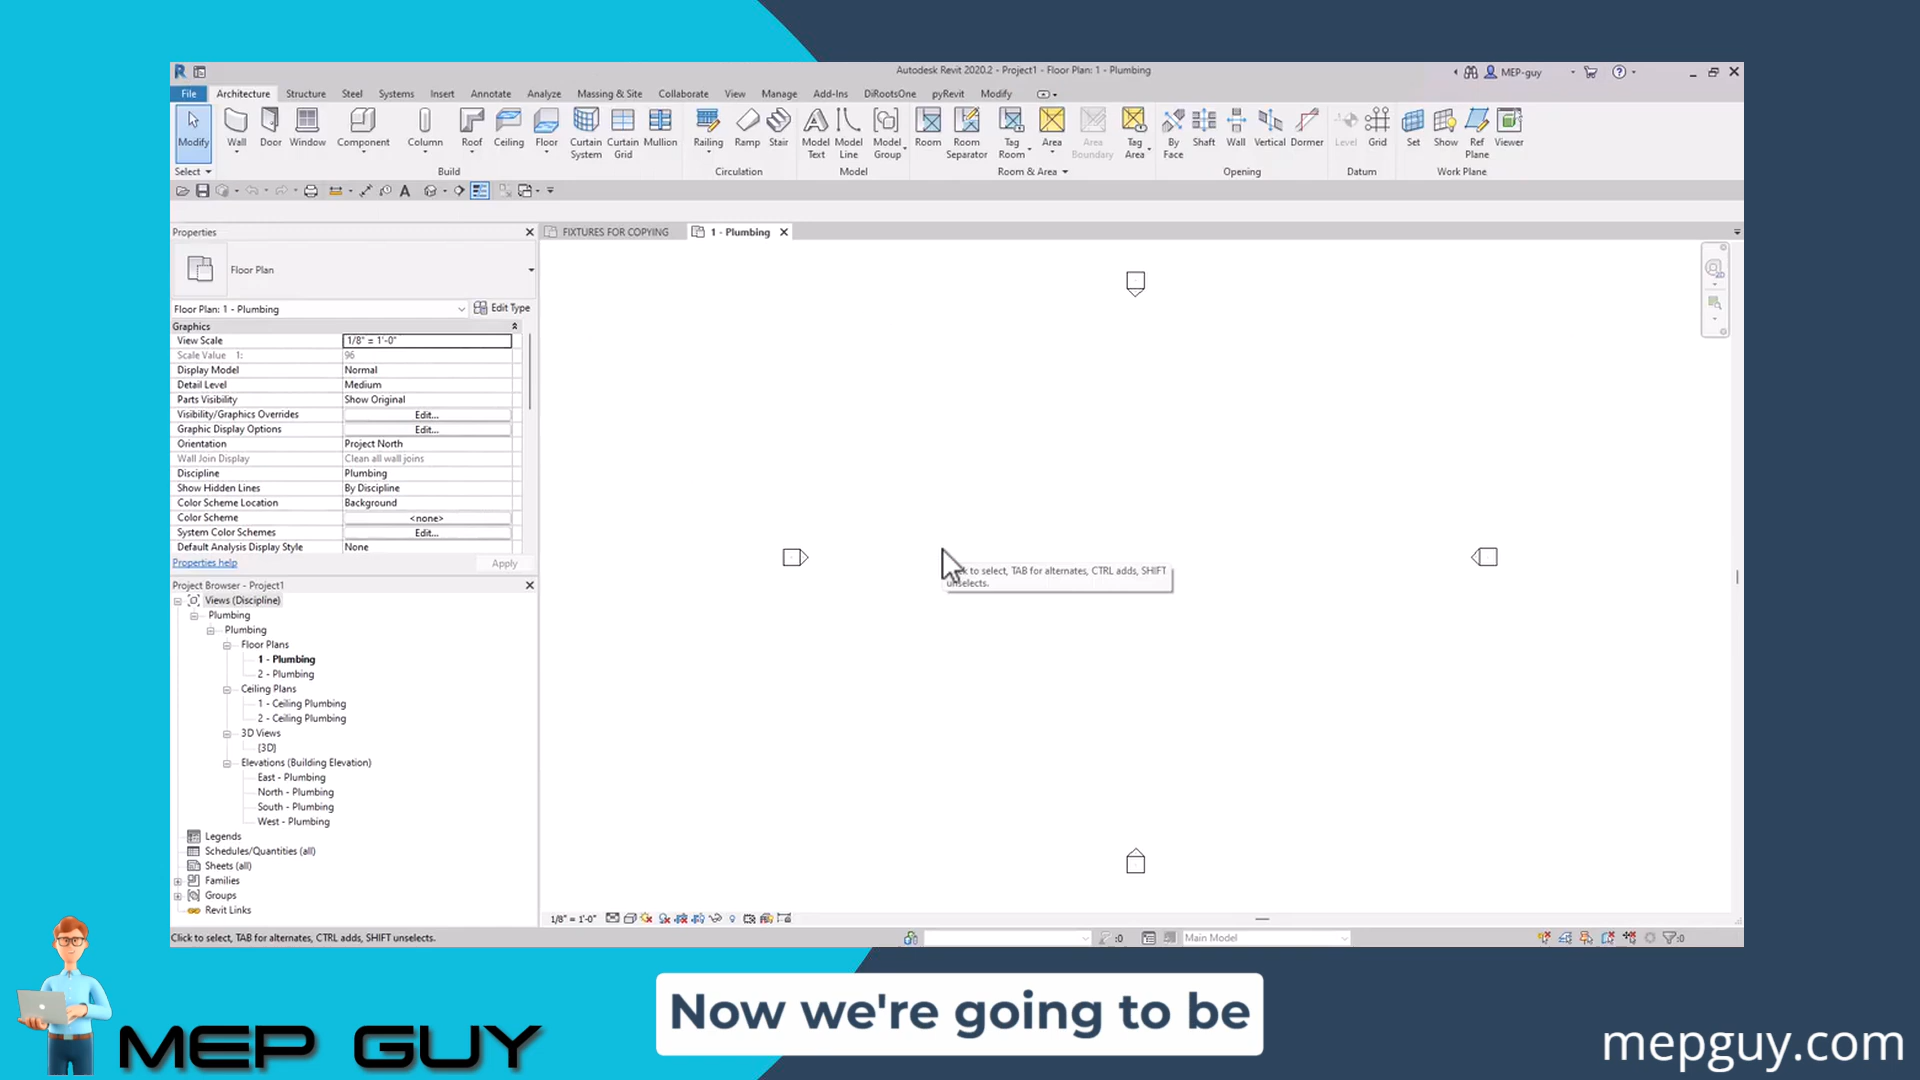 Autodesk Revit 2020.2 - Project1 - Floor Plan: 1 - Plumbing
MEP-guy
File Architecture Structure Steel Systems Insert Annotate Analyze Massing & Site Collaborate View Manage Add-Ins DiRootsOne pyRevit Modify
Modify Wall Door Window Component Column Roof Ceiling Floor Curtain System Curtain Grid Mullion Railing Ramp Stair Model Text Model Line Model Group Room Room Separator Tag Room Area Area Boundary Tag Area By Face Shaft Wall Vertical Dormer Level Grid Set Show Ref Plane Viewer
Select Build Circulation Model Room & Area Opening Datum Work Plane
Properties
FIXTURES FOR COPYING 1 - Plumbing
Floor Plan
Floor Plan: 1 - Plumbing Edit Type
Graphics
View Scale 1/8" = 1'-0"
Scale Value 1: 96
Display Model Normal
Detail Level Medium
Parts Visibility Show Original
Visibility/Graphics Overrides Edit...
Graphic Display Options Edit...
Orientation Project North
Wall Join Display Clean all wall joins
Discipline Plumbing
Show Hidden Lines By Discipline
Color Scheme Location Background
Color Scheme <none>
System Color Schemes Edit...
Default Analysis Display Style None
Properties help Apply
to select, TAB for alternates, CTRL adds, SHIFT
unselects.
Project Browser - Project1
Views (Discipline)
Plumbing
Plumbing
Floor Plans
1 - Plumbing
2 - Plumbing
Ceiling Plans
1 - Ceiling Plumbing
2 - Ceiling Plumbing
3D Views
{3D}
Elevations (Building Elevation)
East - Plumbing
North - Plumbing
South - Plumbing
West - Plumbing
Legends
Schedules/Quantities (all)
Sheets (all)
Families
Groups
Revit Links
1/8" = 1'-0"
Click to select, TAB for alternates, CTRL adds, SHIFT unselects.
:0 Main Model :0
Now we're going to be
MEP GUY
mepguy.com